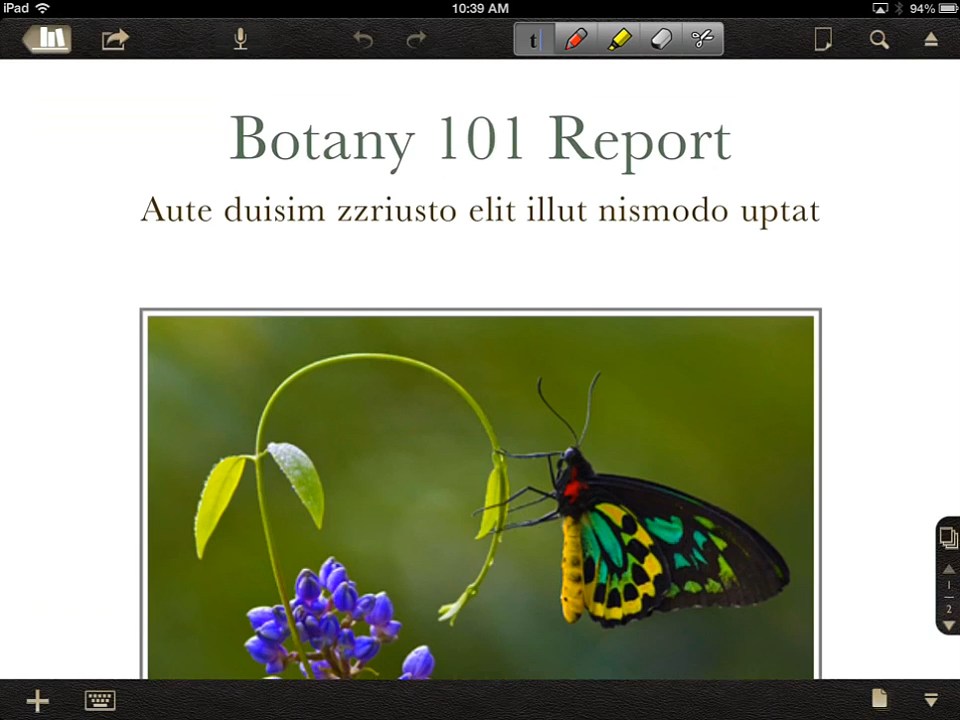 iPad 10:39 AM 94%
t
Botany 101 Report
Aute duisim zzriusto elit illut nismodo uptat
1
2